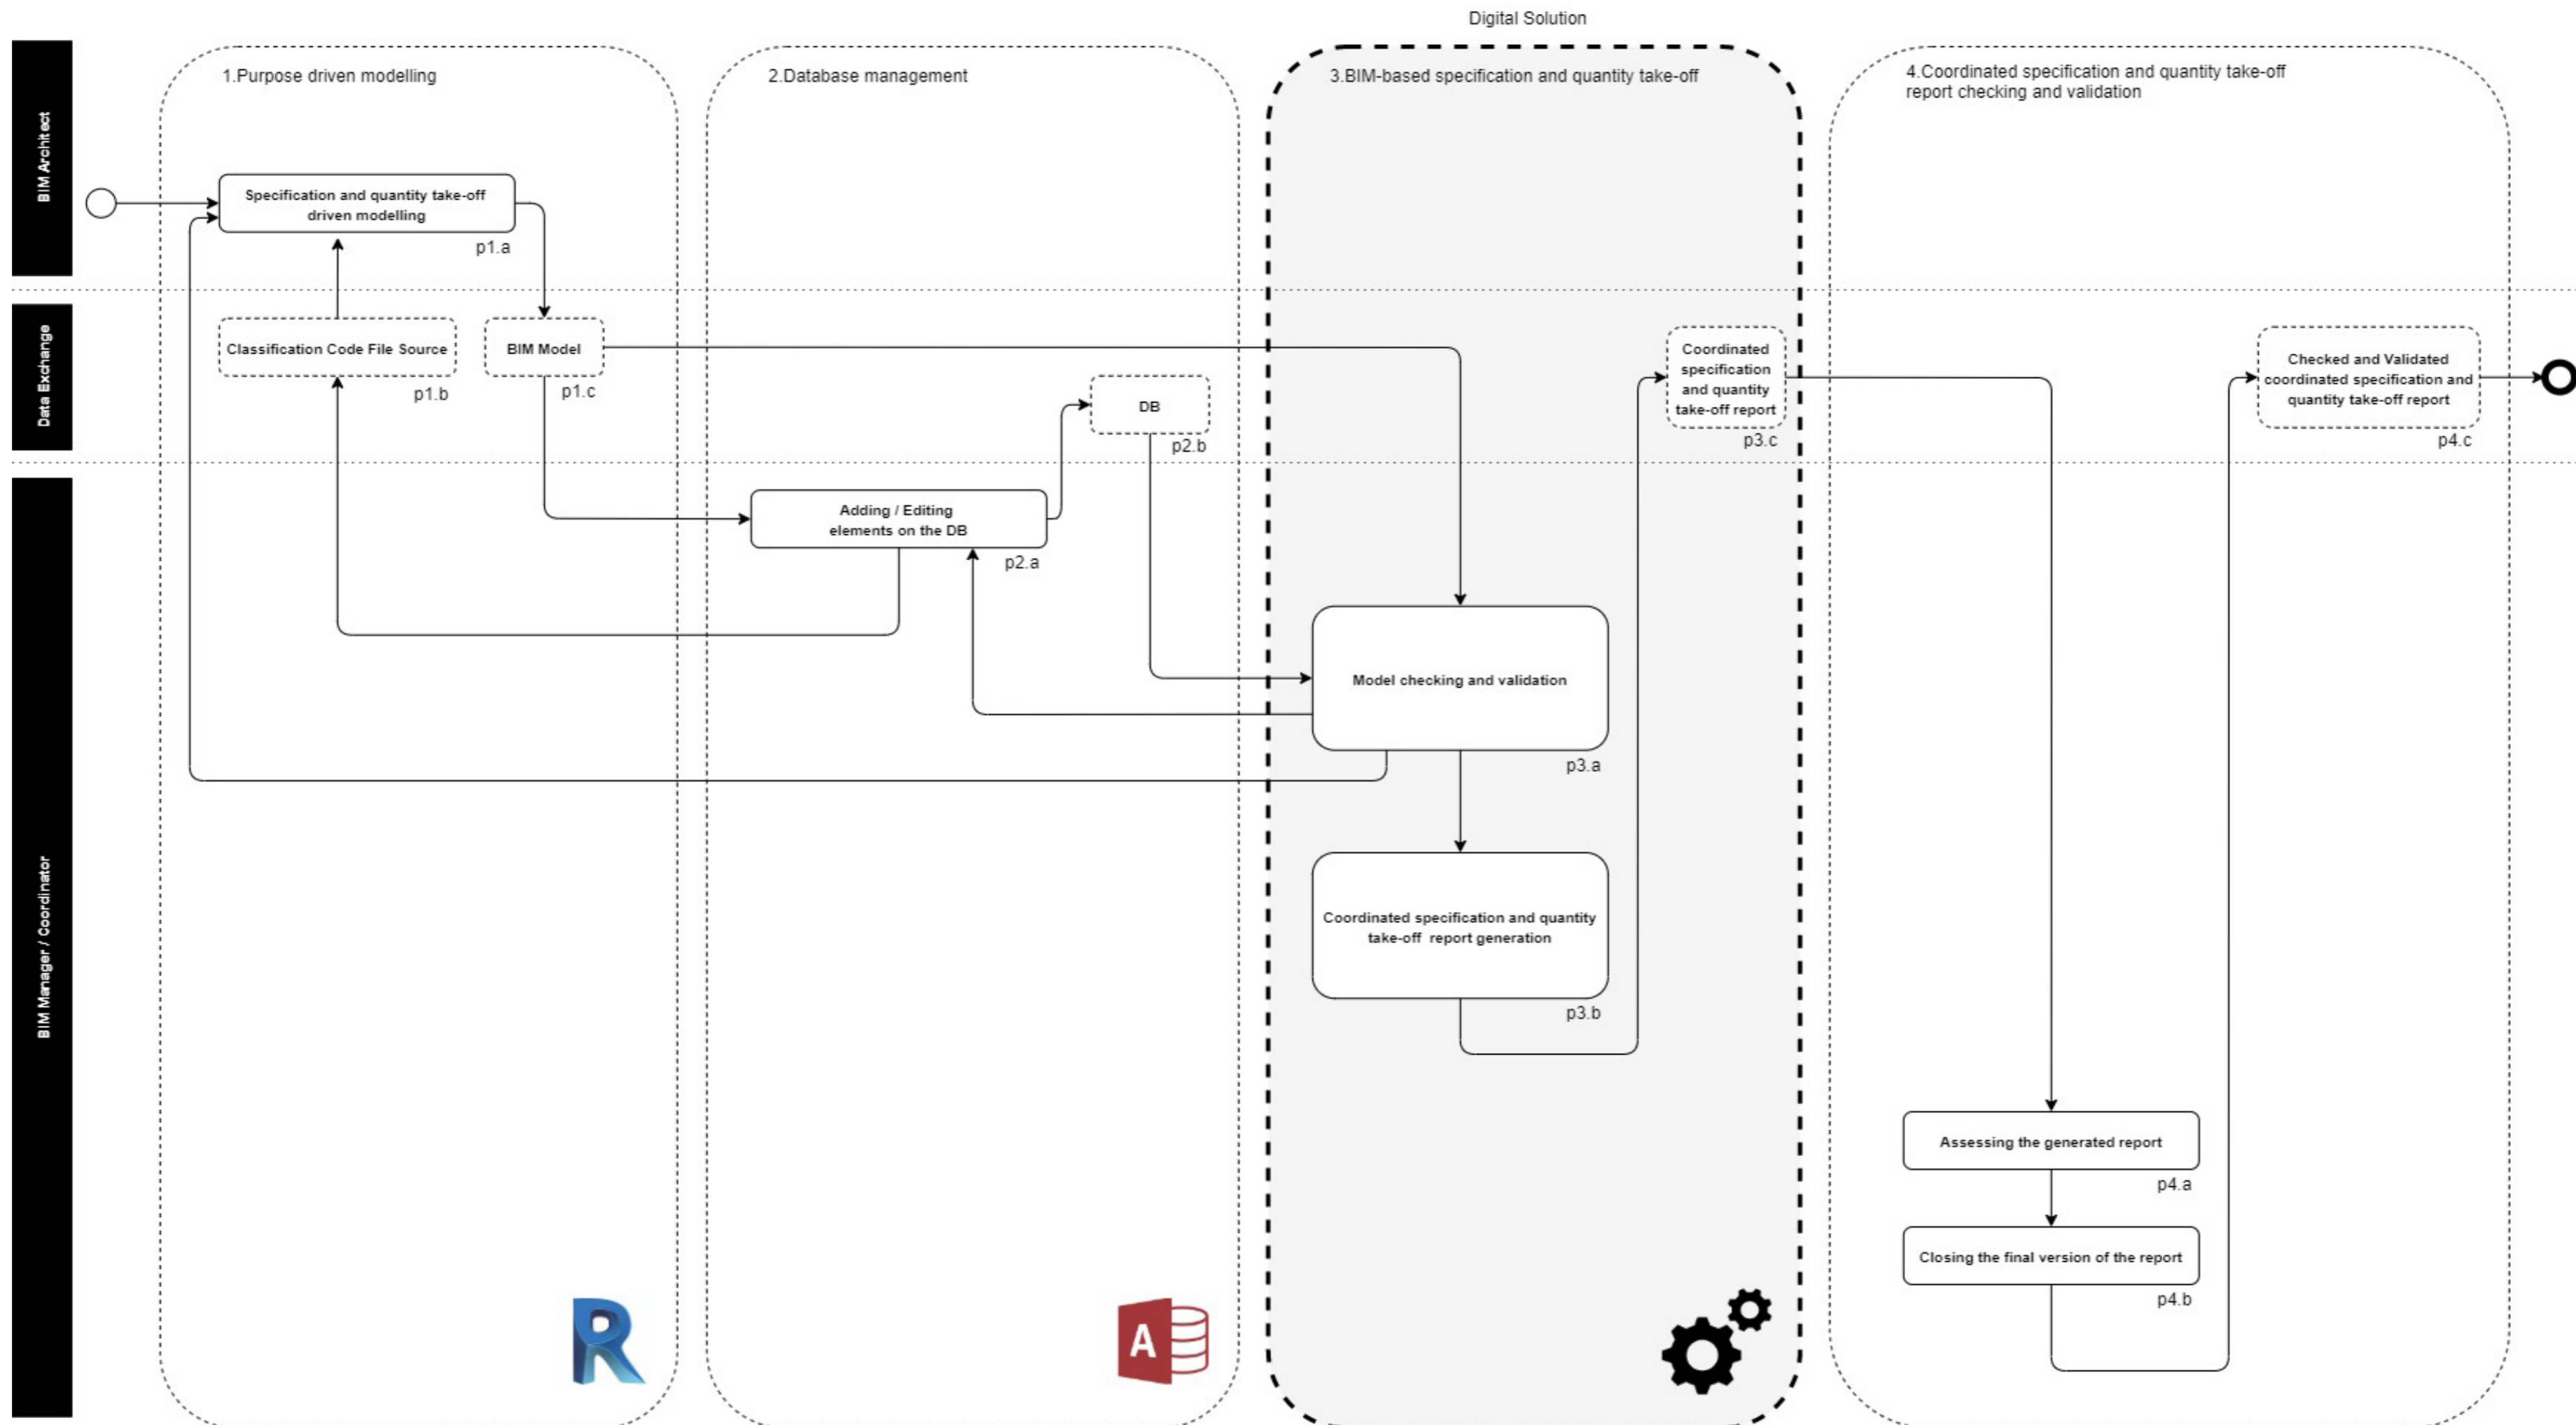 Digital Solution
1.Purpose driven modelling
2.Database management
3.BIM-based specification and quantity take-off
4.Coordinated specification and quantity take-off
report checking and validation
BIM Architect
Specification and quantity take-off
driven modelling
p1.a
Data Exchange
Classification Code File Source
p1.b
BIM Model
p1.c
DB
p2.b
Coordinated
specification
and quantity
take-off report
p3.c
Checked and Validated
coordinated specification and
quantity take-off report
p4.c
BIM Manager / Coordinator
Adding / Editing
elements on the DB
p2.a
Model checking and validation
p3.a
Coordinated specification and quantity
take-off report generation
p3.b
Assessing the generated report
p4.a
Closing the final version of the report
p4.b
R
A